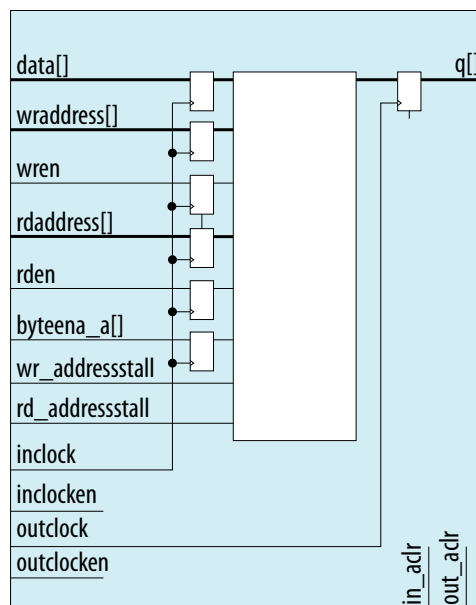 data[]
q[]
wraddress[]
wren
rdaddress[]
rden
byteena_a[]
wr_addressstall
rd_addressstall
inclock
inclocken
outclock
outclocken
in_aclr
out_aclr